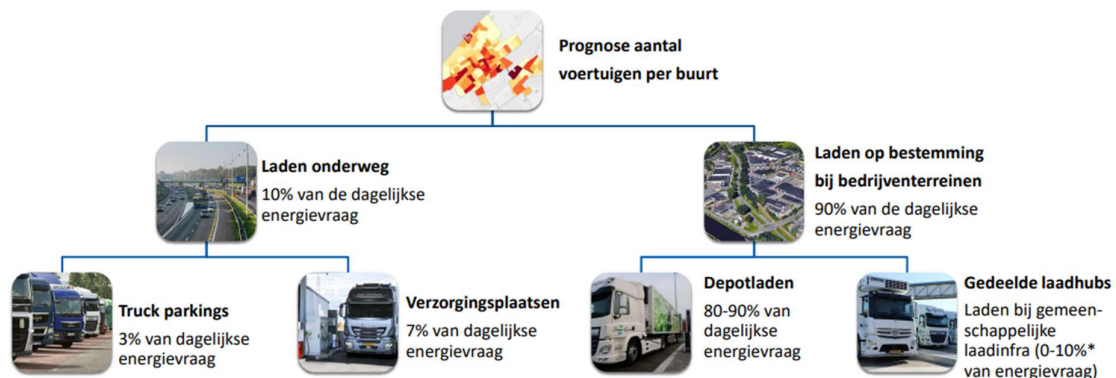 Prognose aantal
voertuigen per buurt
Laden onderweg
10% van de dagelijkse
energievraag
Laden op bestemming
bij bedrijventerreinen
90% van de dagelijkse
energievraag
Truck parkings
3% van dagelijkse
energievraag
Verzorgingsplaatsen
7% van dagelijkse
energievraag
Depotladen
80-90% van
dagelijkse
energievraag
Gedeelde laadhubs
Laden bij gemeen-
schappelijke
laadinfra (0-10%*
van energievraag)